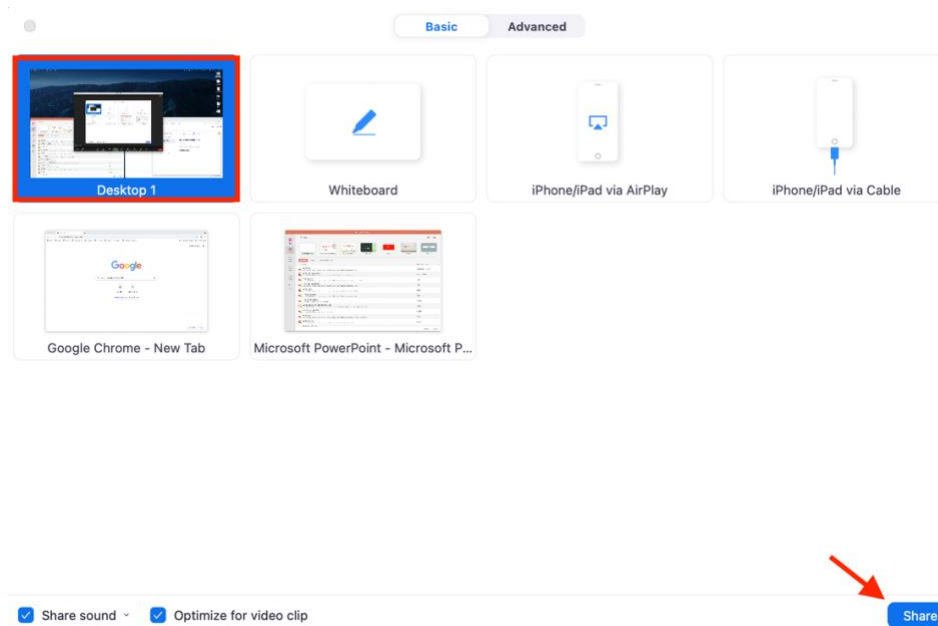 Basic Advanced
Desktop 1 Whiteboard iPhone/iPad via AirPlay iPhone/iPad via Cable
Google
Google Chrome - New Tab Microsoft PowerPoint - Microsoft P...
Share sound Optimize for video clip Share